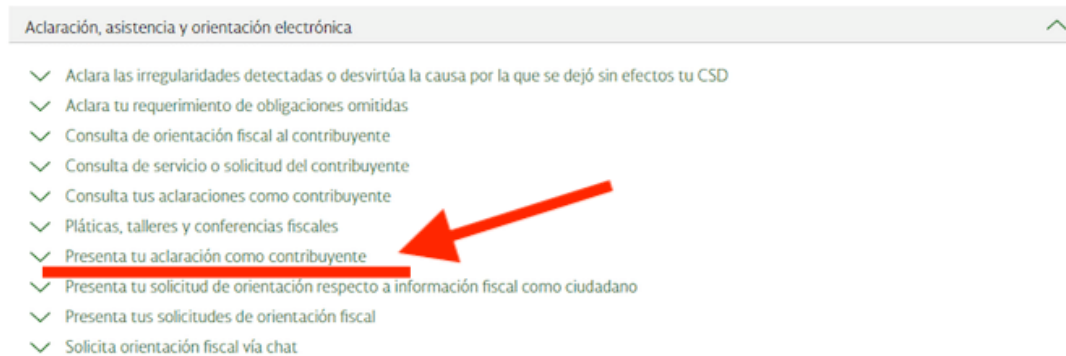 Aclaración, asistencia y orientación electrónica
Aclara las irregularidades detectadas o desvirtúa la causa por la que se dejó sin efectos tu CSD
Aclara tu requerimiento de obligaciones omitidas
Consulta de orientación fiscal al contribuyente
Consulta de servicio o solicitud del contribuyente
Consulta tus aclaraciones como contribuyente
Pláticas, talleres y conferencias fiscales
Presenta tu aclaración como contribuyente
Presenta tu solicitud de orientación respecto a información fiscal como ciudadano
Presenta tus solicitudes de orientación fiscal
Solicita orientación fiscal vía chat